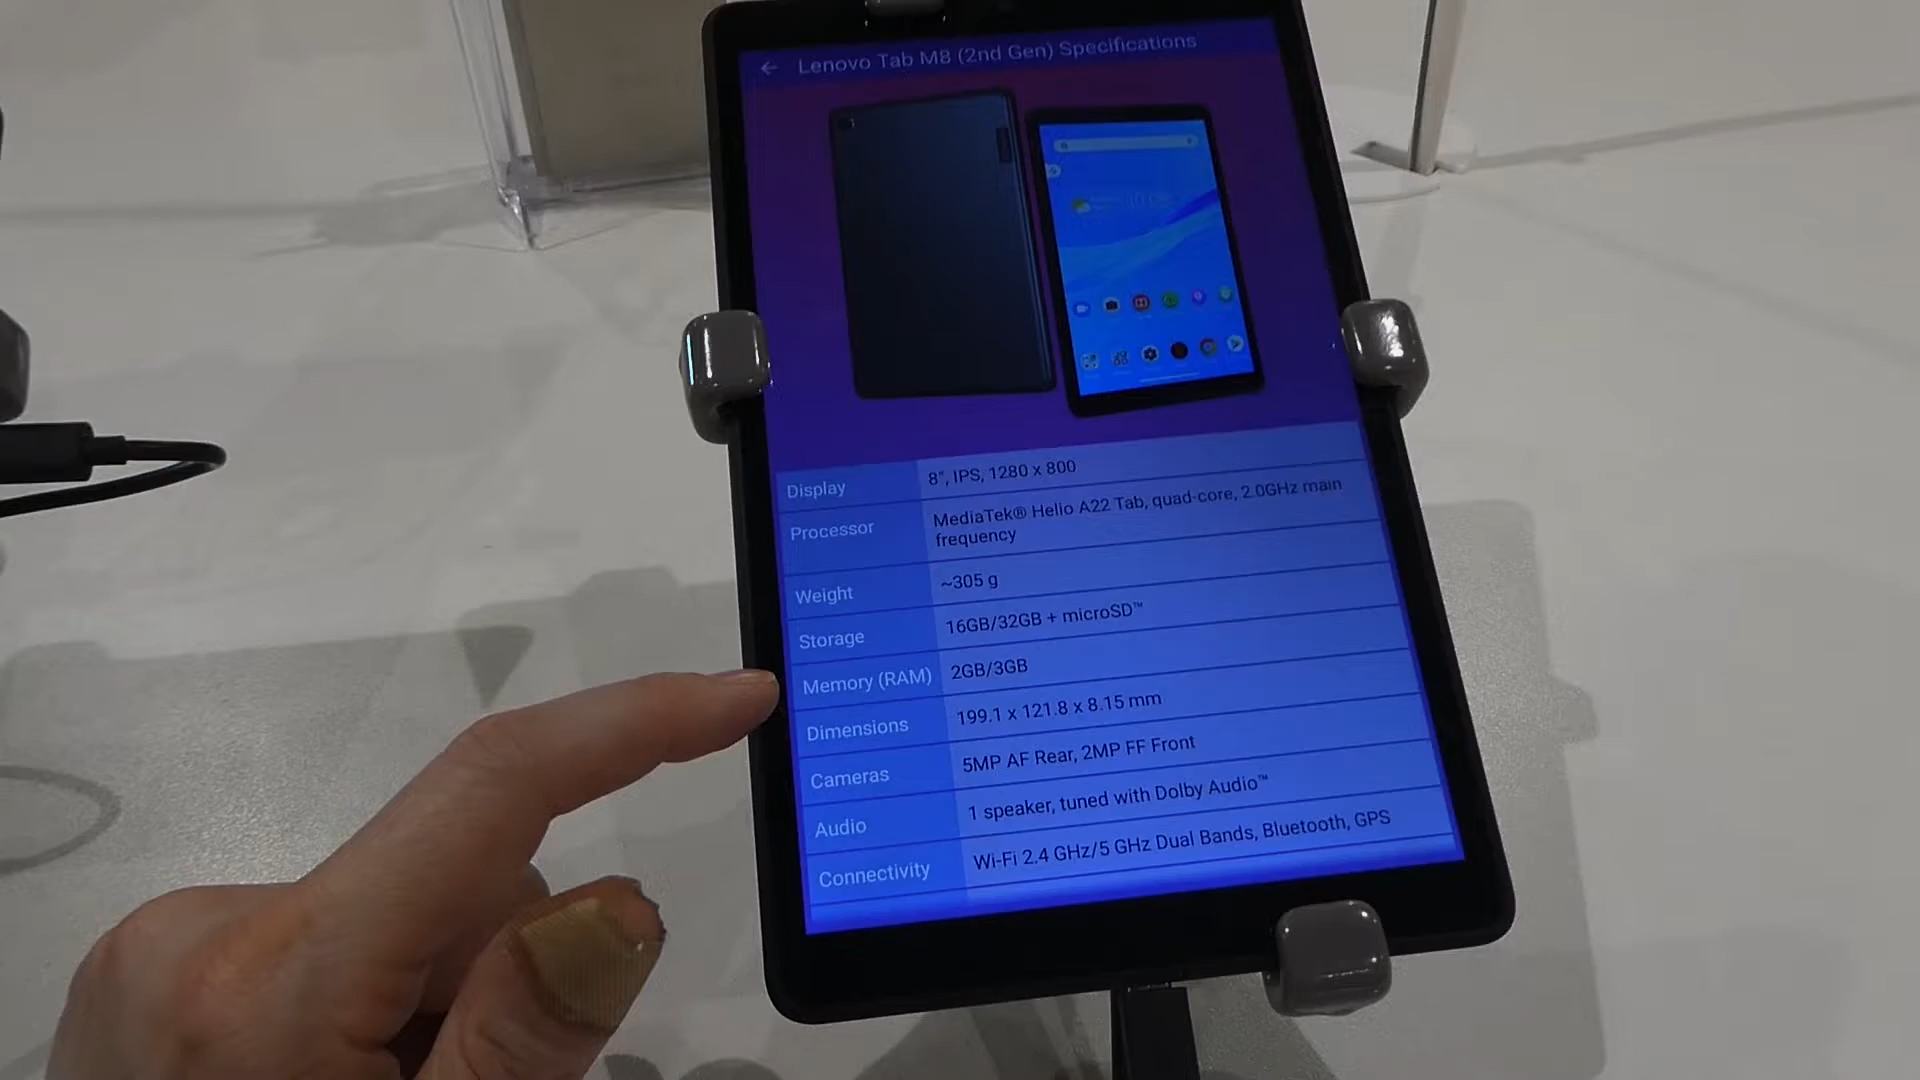 Lenovo Tab M8 (2nd Gen) Specifications
Display 8", IPS, 1280 x 800
Processor MediaTek® Helio A22 Tab, quad-core, 2.0GHz main
frequency
Weight ~305 g
Storage 16GB/32GB + microSD™
Memory (RAM) 2GB/3GB
Dimensions 199.1 x 121.8 x 8.15 mm
Cameras 5MP AF Rear, 2MP FF Front
Audio 1 speaker, tuned with Dolby Audio™
Connectivity Wi-Fi 2.4 GHz/5 GHz Dual Bands, Bluetooth, GPS